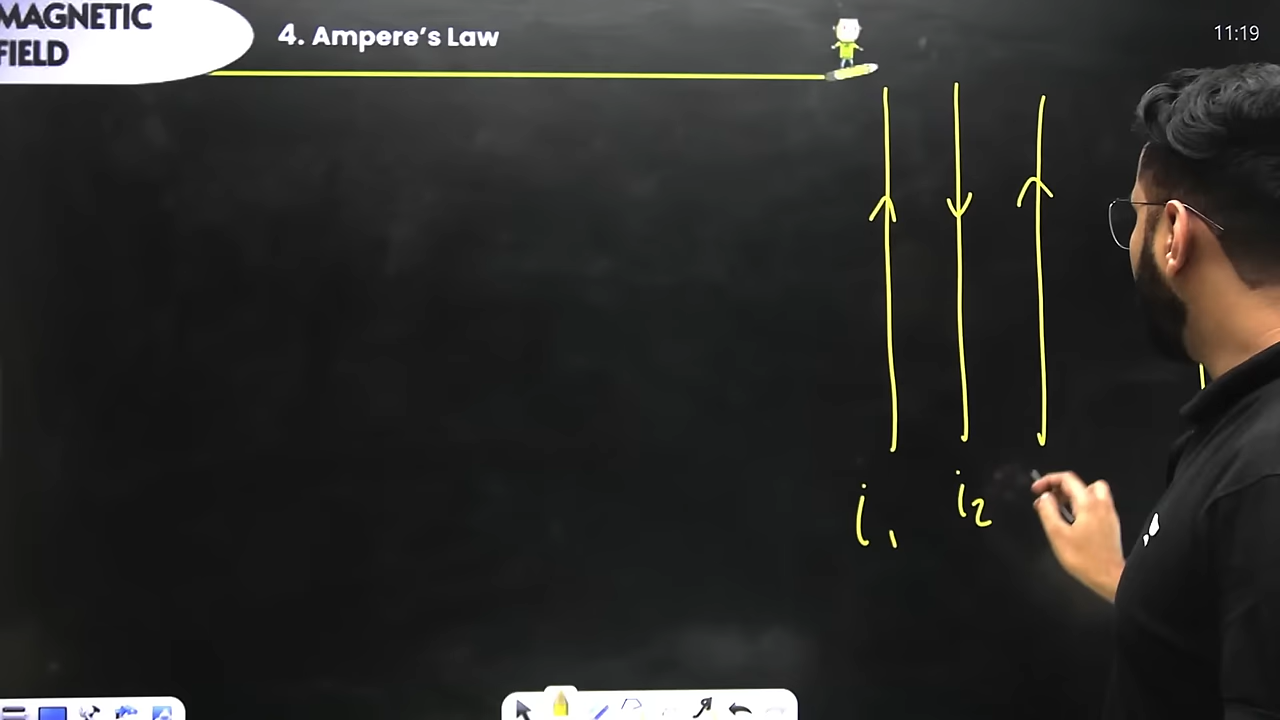 MAGNETIC
FIELD
4. Ampere's Law
11:19
i₁ i₂